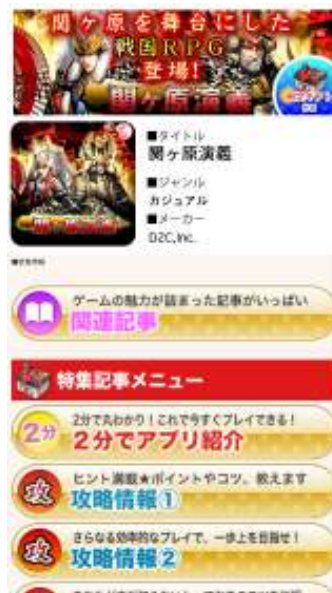 関ヶ原を舞台にした
戦国RPG
登場!
関ヶ原演義
■タイトル
関ヶ原演義
■ジャンル
カジュアル
■メーカー
D2C,Inc.
ゲームの魅力が詰まった記事がいっぱい
関連記事
特集記事メニュー
2分
2分で丸わかり!これで今すぐプレイできる!
2分でアプリ紹介
攻
ヒント満載★ポイントやコツ、教えます
攻略情報①
攻
さらなる効率的なプレイで、一歩上を目指せ!
攻略情報②